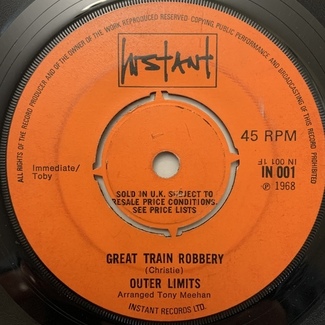 ALL RIGHTS OF THE RECORD PRODUCER AND OF THE OWNER OF THE WORK REPRODUCED RESERVED. COPYING, PUBLIC PERFORMANCE AND BROADCASTING OF THIS RECORD PROHIBITED
INSTANT
45 RPM
Immediate/
Toby
IN 001 1F
IN 001
℗ 1968
SOLD IN U.K. SUBJECT TO
RESALE PRICE CONDITIONS,
SEE PRICE LISTS
GREAT TRAIN ROBBERY
(Christie)
OUTER LIMITS
Arranged Tony Meehan
INSTANT RECORDS LTD.